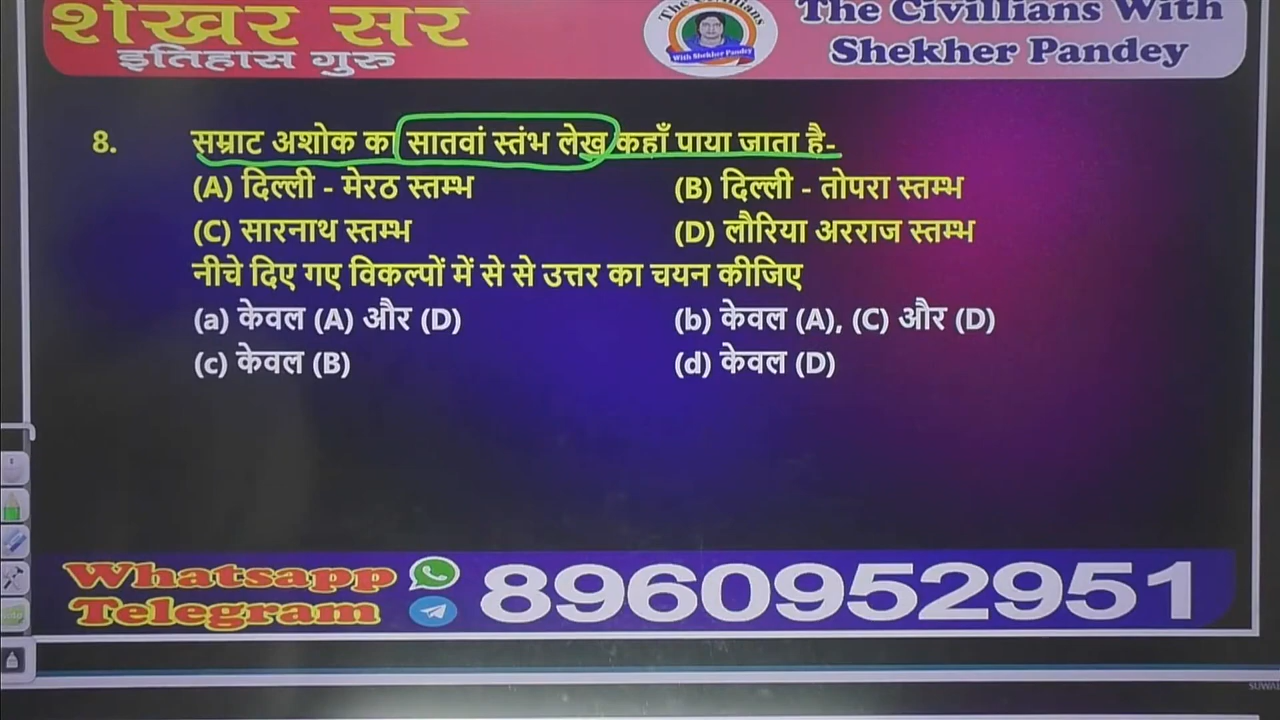 शेखर सर
इतिहास गुरु
The Civillians
With Shekher Pandey
The Civillians With
Shekher Pandey
8. सम्राट अशोक का सातवां स्तंभ लेख कहाँ पाया जाता है-
(A) दिल्ली - मेरठ स्तम्भ (B) दिल्ली - तोपरा स्तम्भ
(C) सारनाथ स्तम्भ (D) लौरिया अरराज स्तम्भ
नीचे दिए गए विकल्पों में से से उत्तर का चयन कीजिए
(a) केवल (A) और (D) (b) केवल (A), (C) और (D)
(c) केवल (B) (d) केवल (D)
Whatsapp
Telegram
8960952951